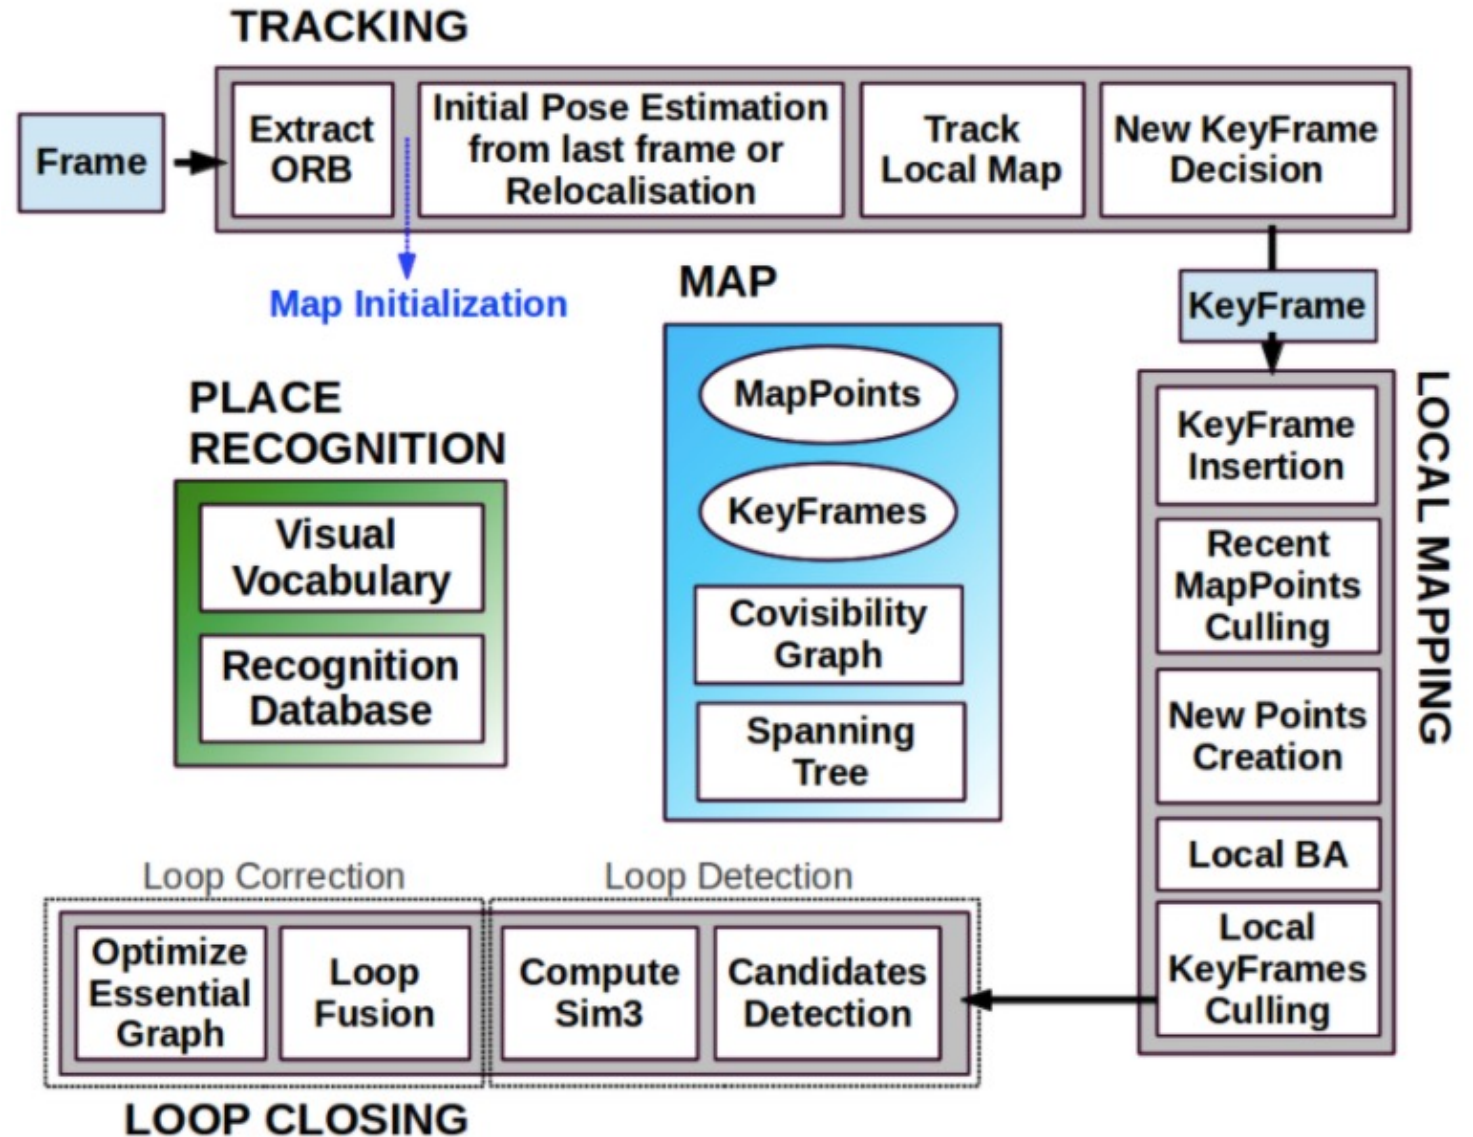 TRACKING
Frame
Extract
ORB
Initial Pose Estimation
from last frame or
Relocalisation
Track
Local Map
New KeyFrame
Decision
Map Initialization
MAP
KeyFrame
PLACE
RECOGNITION
Visual
Vocabulary
Recognition
Database
MapPoints
KeyFrames
Covisibility
Graph
Spanning
Tree
LOCAL MAPPING
KeyFrame
Insertion
Recent
MapPoints
Culling
New Points
Creation
Local BA
Local
KeyFrames
Culling
Loop Correction
Loop Detection
Optimize
Essential
Graph
Loop
Fusion
Compute
Sim3
Candidates
Detection
LOOP CLOSING